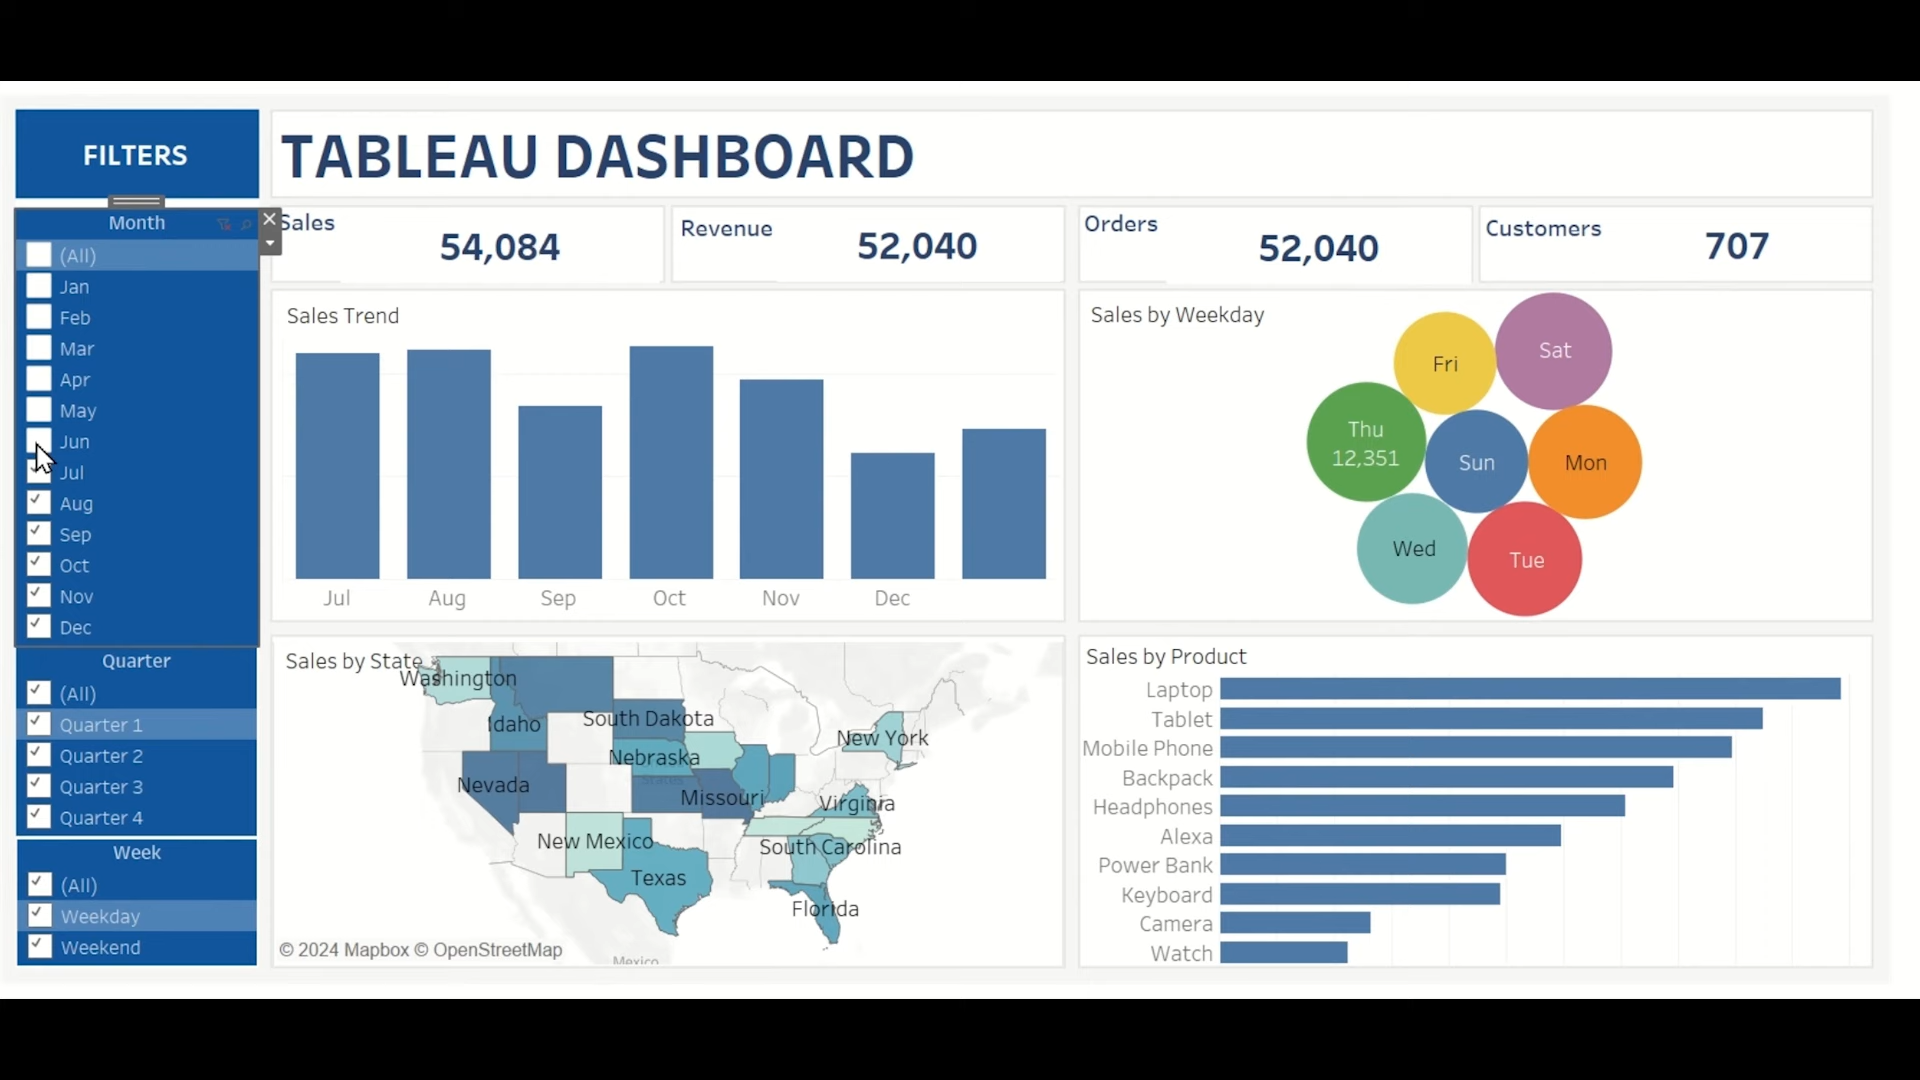 FILTERS
TABLEAU DASHBOARD
Month
(All)
Jan
Feb
Mar
Apr
May
Jun
Jul
Aug
Sep
Oct
Nov
Dec
Quarter
(All)
Quarter 1
Quarter 2
Quarter 3
Quarter 4
Week
(All)
Weekday
Weekend
Sales
54,084
Revenue
52,040
Orders
52,040
Customers
707
Sales Trend
Jul
Aug
Sep
Oct
Nov
Dec
Sales by Weekday
Fri
Sat
Thu
12,351
Sun
Mon
Wed
Tue
Sales by State
Washington
Idaho
South Dakota
New York
Nebraska
States
Nevada
Missouri
Virginia
New Mexico
South Carolina
Texas
Florida
© 2024 Mapbox © OpenStreetMap
Mexico
Sales by Product
Laptop
Tablet
Mobile Phone
Backpack
Headphones
Alexa
Power Bank
Keyboard
Camera
Watch